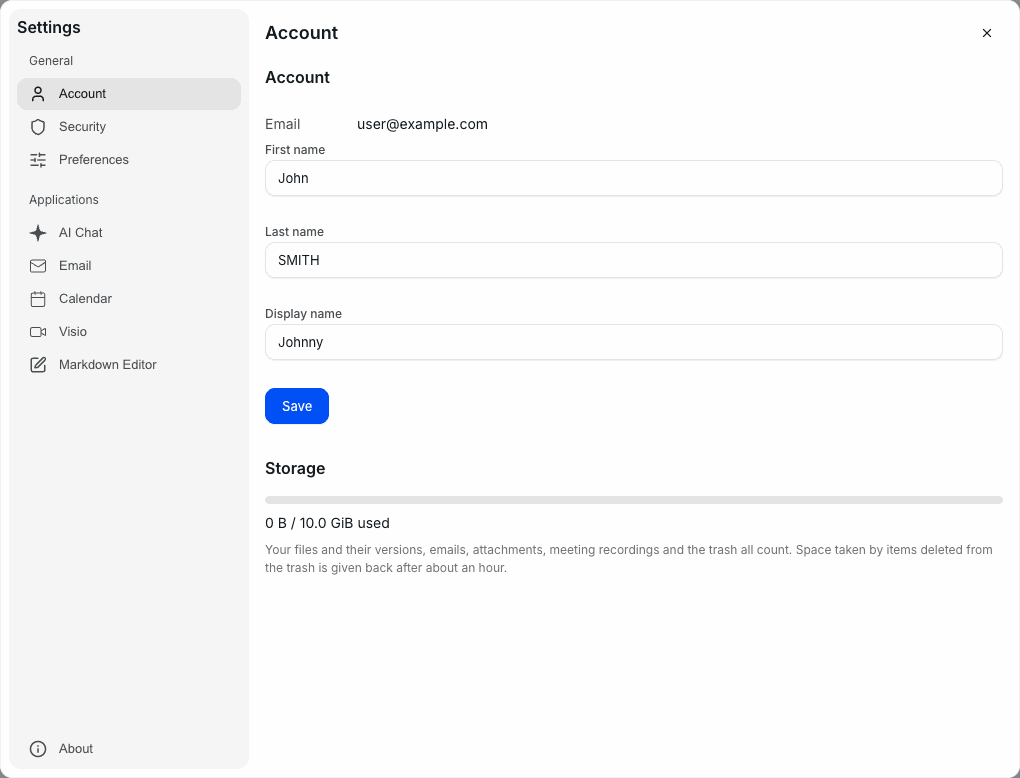 Settings
General
Account
Security
Preferences
Applications
AI Chat
Email
Calendar
Visio
Markdown Editor
About
Account
Account
Email user@example.com
First name
John
Last name
SMITH
Display name
Johnny
Save
Storage
0 B / 10.0 GiB used
Your files and their versions, emails, attachments, meeting recordings and the trash all count. Space taken by items deleted from
the trash is given back after about an hour.